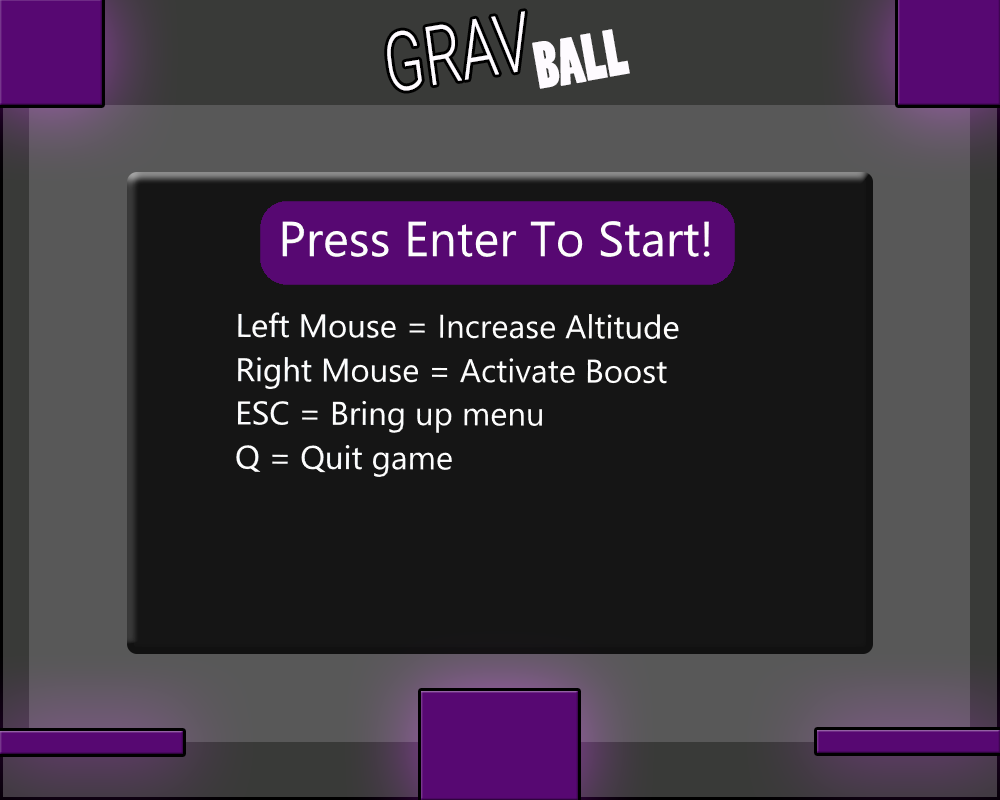 GRAV BALL
Press Enter To Start!
Left Mouse = Increase Altitude
Right Mouse = Activate Boost
ESC = Bring up menu
Q = Quit game